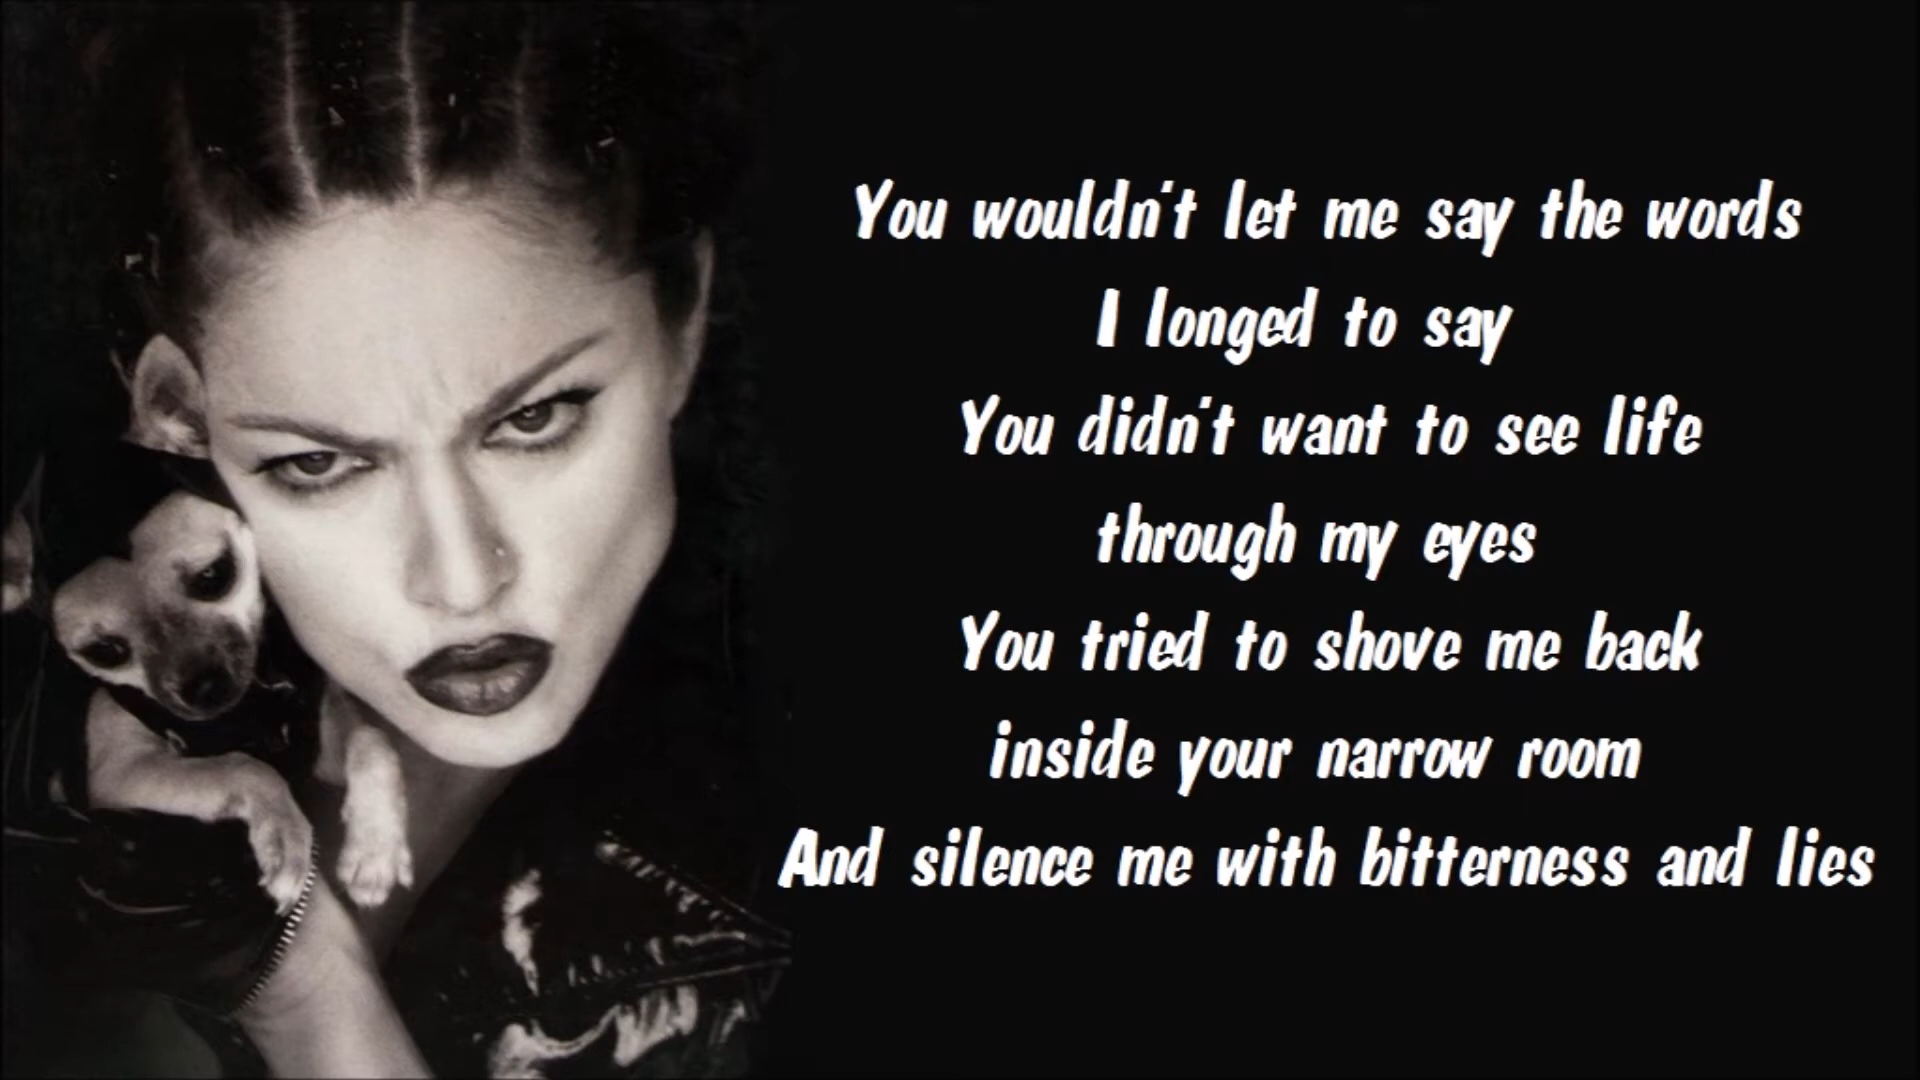 You wouldn't let me say the words
I longed to say
You didn't want to see life
through my eyes
You tried to shove me back
inside your narrow room
And silence me with bitterness and lies